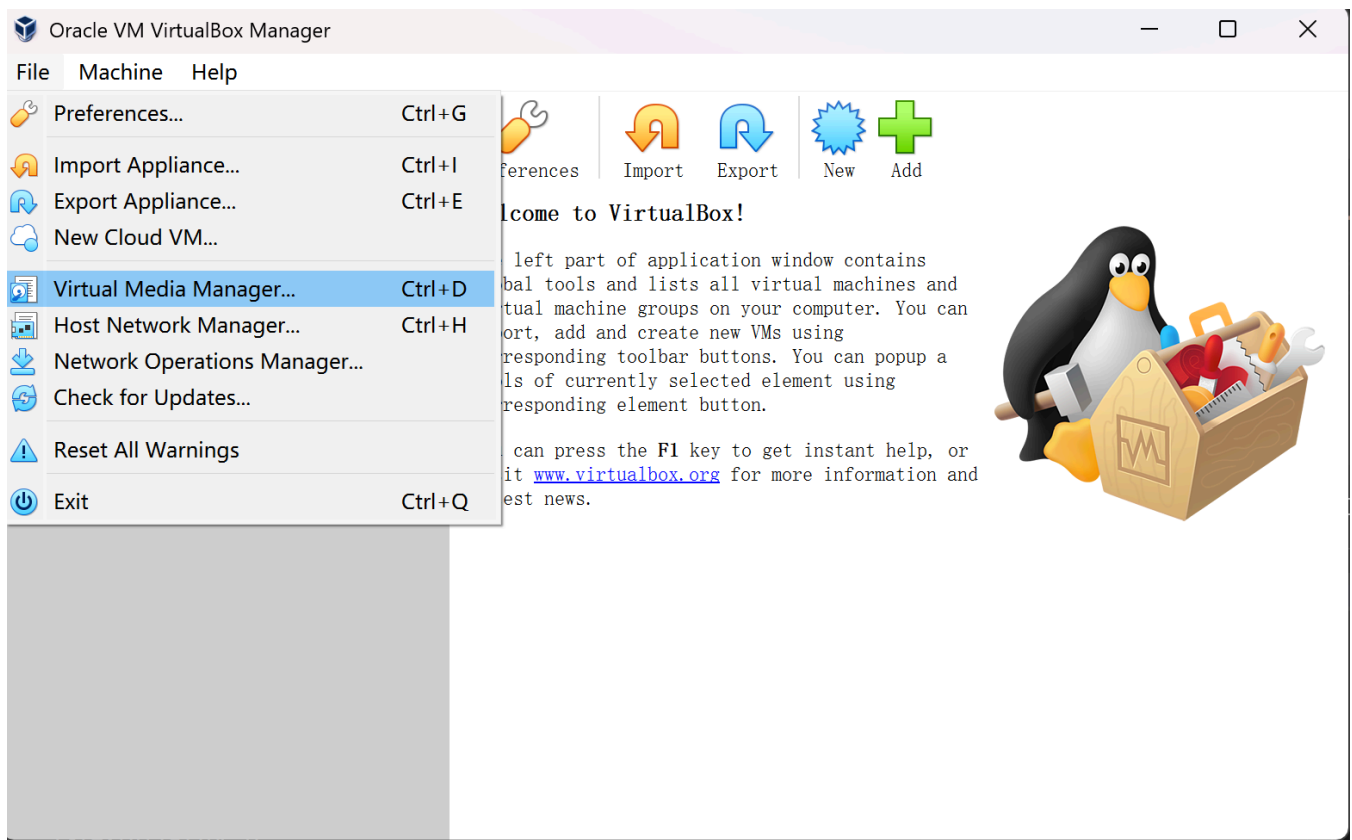 Oracle VM VirtualBox Manager
File Machine Help
Preferences... Ctrl+G
Import Appliance... Ctrl+I
Export Appliance... Ctrl+E
New Cloud VM...
Virtual Media Manager... Ctrl+D
Host Network Manager... Ctrl+H
Network Operations Manager...
Check for Updates...
Reset All Warnings
Exit Ctrl+Q
ferences Import Export New Add
lcome to VirtualBox!
left part of application window contains
bal tools and lists all virtual machines and
tual machine groups on your computer. You can
ort, add and create new VMs using
responding toolbar buttons. You can popup a
ls of currently selected element using
responding element button.
can press the F1 key to get instant help, or
it www.virtualbox.org for more information and
est news.